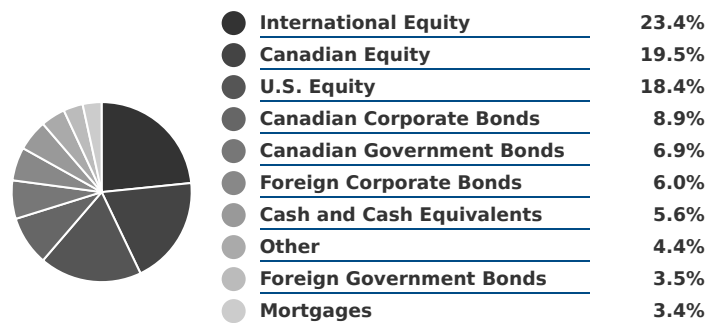 International Equity 23.4%
Canadian Equity 19.5%
U.S. Equity 18.4%
Canadian Corporate Bonds 8.9%
Canadian Government Bonds 6.9%
Foreign Corporate Bonds 6.0%
Cash and Cash Equivalents 5.6%
Other 4.4%
Foreign Government Bonds 3.5%
Mortgages 3.4%